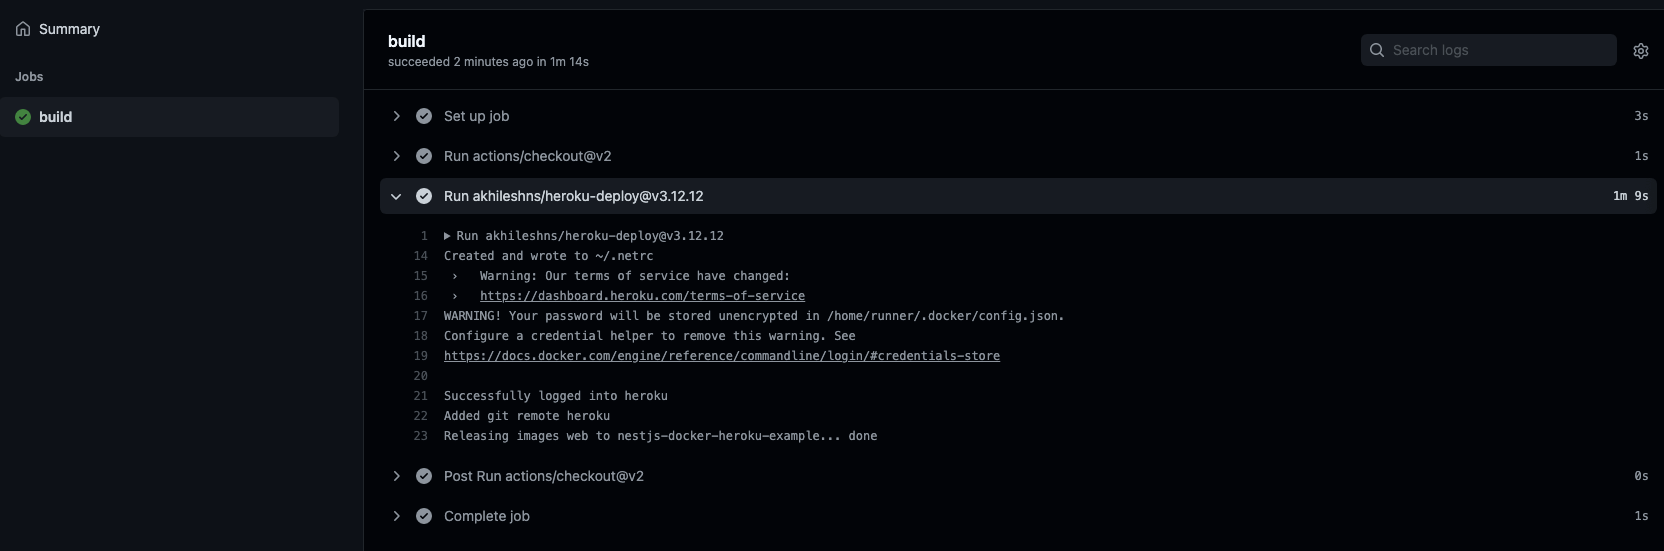 Summary
Jobs
build
build
succeeded 2 minutes ago in 1m 14s
Search logs
Set up job 3s
Run actions/checkout@v2 1s
Run akhileshns/heroku-deploy@v3.12.12 1m 9s
1 Run akhileshns/heroku-deploy@v3.12.12
14 Created and wrote to ~/.netrc
15 › Warning: Our terms of service have changed:
16 › https://dashboard.heroku.com/terms-of-service
17 WARNING! Your password will be stored unencrypted in /home/runner/.docker/config.json.
18 Configure a credential helper to remove this warning. See
19 https://docs.docker.com/engine/reference/commandline/login/#credentials-store
20
21 Successfully logged into heroku
22 Added git remote heroku
23 Releasing images web to nestjs-docker-heroku-example... done
Post Run actions/checkout@v2 0s
Complete job 1s